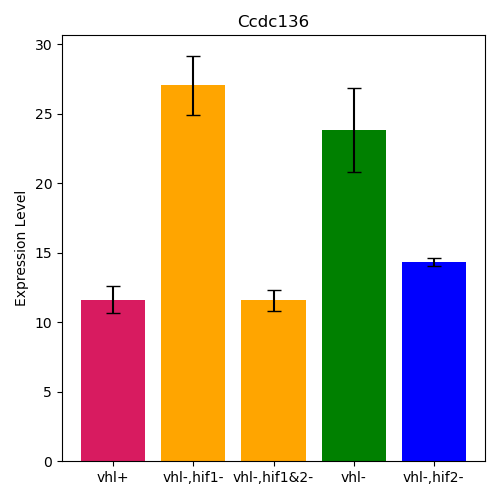 Ccdc136
Expression Level
30
25
20
15
10
5
0
vhl+
vhl-,hif1-
vhl-,hif1&2-
vhl-
vhl-,hif2-